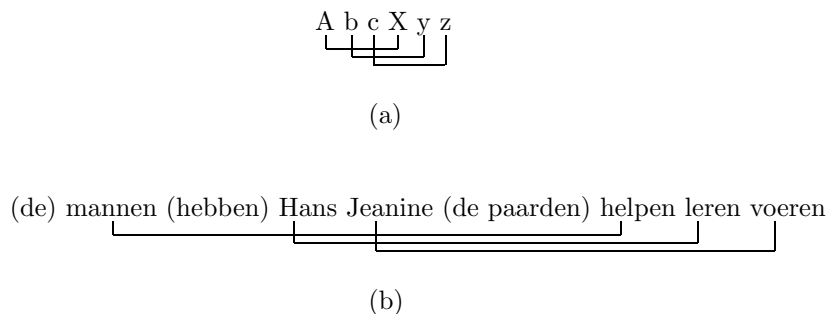 A b c X y z
(a)
(de) mannen (hebben) Hans Jeanine (de paarden) helpen leren voeren
(b)